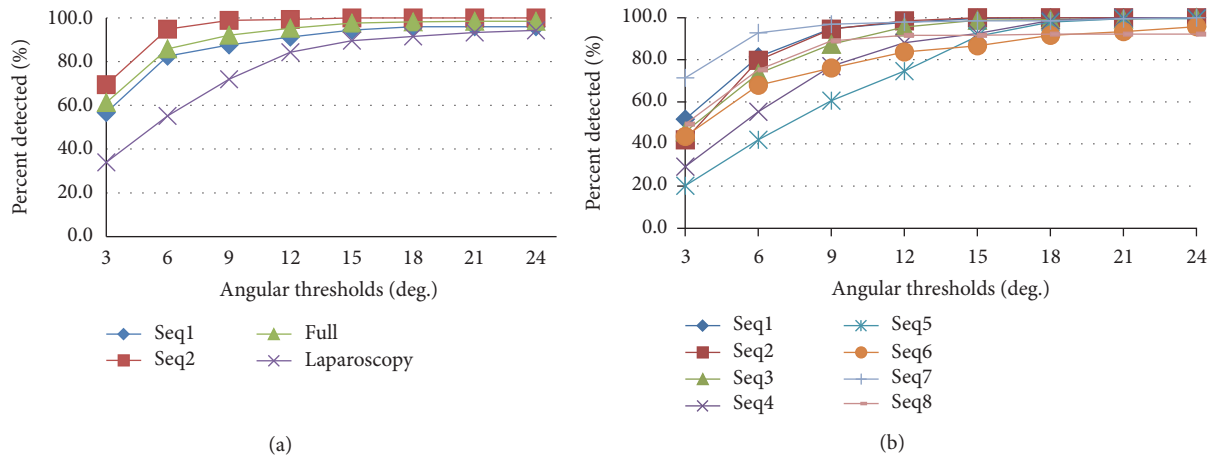 Percent detected (%)
100.0
80.0
60.0
40.0
20.0
0.0
3 6 9 12 15 18 21 24
Angular thresholds (deg.)
Seq1
Seq2
Full
Laparoscopy
(a)
Percent detected (%)
100.0
80.0
60.0
40.0
20.0
0.0
3 6 9 12 15 18 21 24
Angular thresholds (deg.)
Seq1
Seq2
Seq3
Seq4
Seq5
Seq6
Seq7
Seq8
(b)